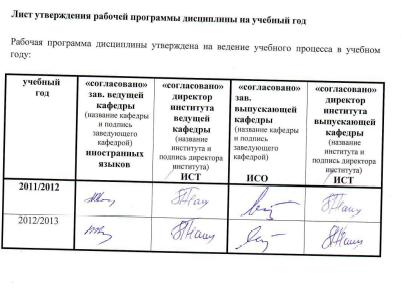 Лист утверждения рабочей программы дисциплины на учебный год
Рабочая программа дисциплины утверждена на ведение учебного процесса в учебном
году:
учебный
год
«согласовано»
зав. ведущей
кафедры
(название кафедры
и подпись
заведующего
кафедрой)
иностранных
языков
«согласовано»
директор
института
ведущей
кафедры
(название
института и
подпись директора
института)
ИСТ
«согласовано»
зав.
выпускающей
кафедры
(название кафедры
и подпись
заведующего
кафедрой)
ИСО
«согласовано»
директор
института
выпускающей
кафедры
(название
института и
подпись директора
института)
ИСТ
2011/2012
2012/2013